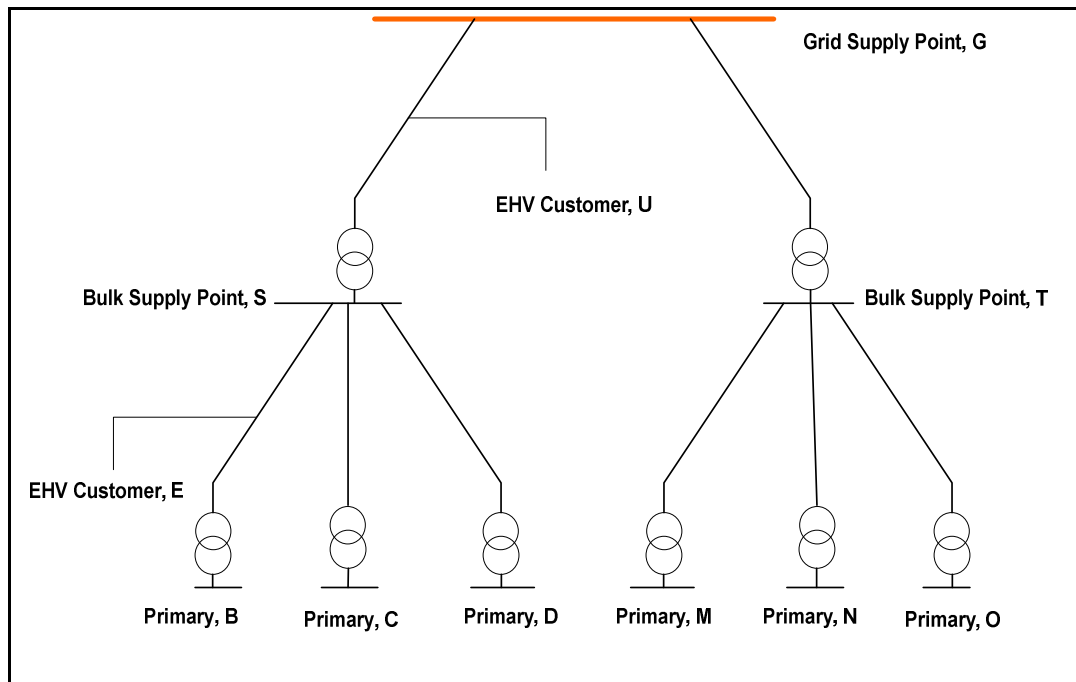 Grid Supply Point, G
EHV Customer, U
Bulk Supply Point, S
Bulk Supply Point, T
EHV Customer, E
Primary, B
Primary, C
Primary, D
Primary, M
Primary, N
Primary, O